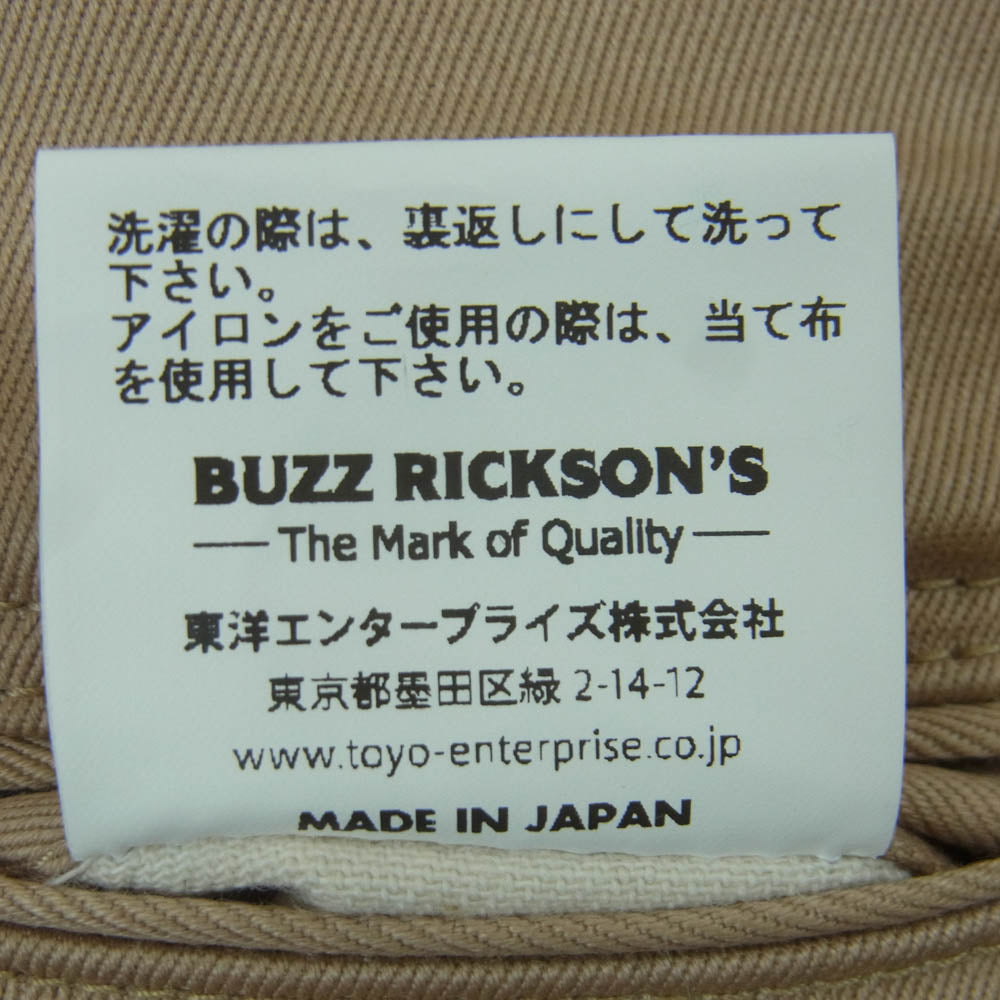 洗濯の際は、裏返しにして洗って
下さい。
アイロンをご使用の際は、当て布
を使用して下さい。
BUZZ RICKSON'S
The Mark of Quality
東洋エンタープライズ株式会社
東京都墨田区緑 2-14-12
www.toyo-enterprise.co.jp
MADE IN JAPAN